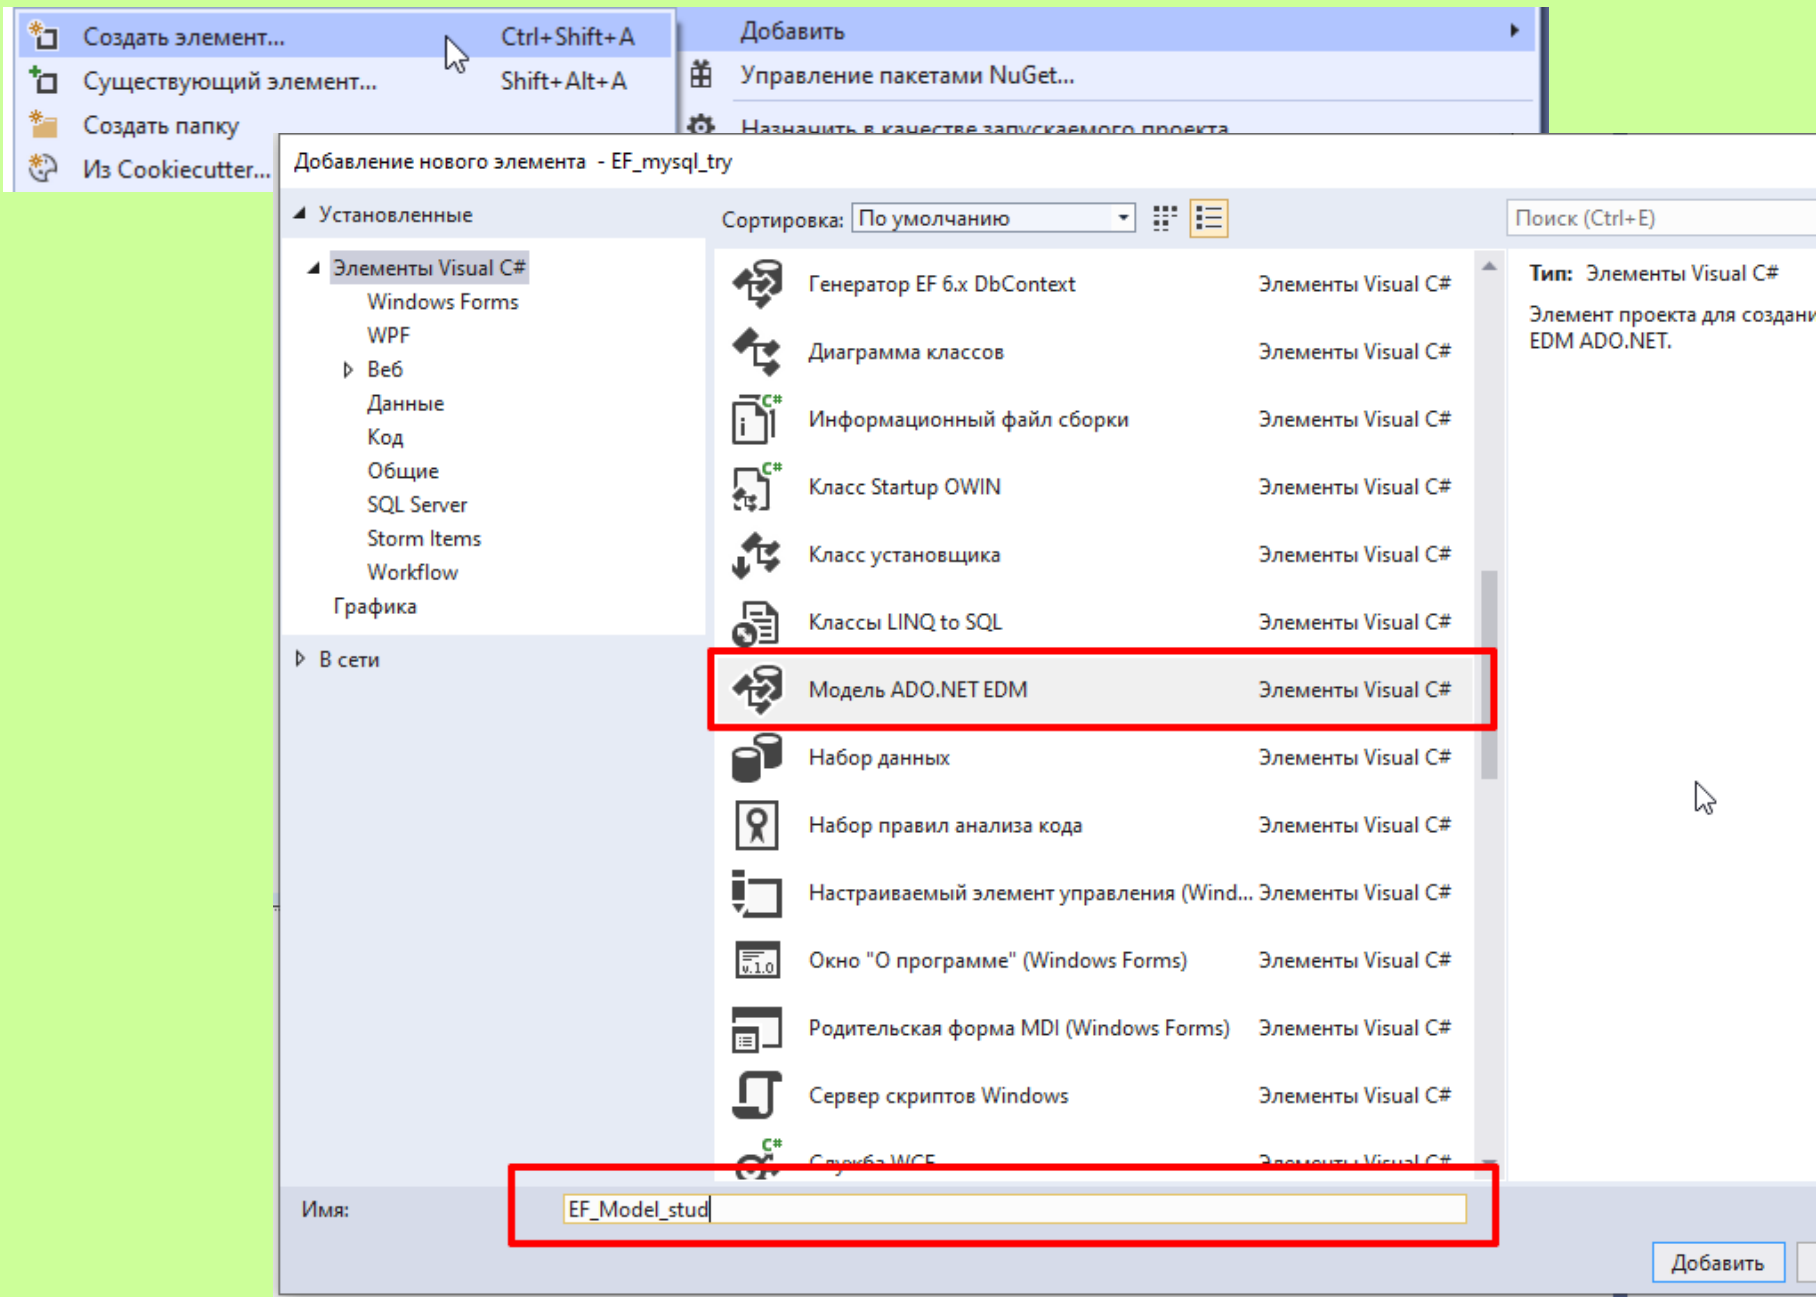 Создать элемент... Ctrl+Shift+A
Существующий элемент... Shift+Alt+A
Создать папку
Из Cookiecutter...
Добавить
Управление пакетами NuGet...
Назначить в качестве запускаемого проекта
Добавление нового элемента - EF_mysql_try
Установленные
Элементы Visual C#
Windows Forms
WPF
Веб
Данные
Код
Общие
SQL Server
Storm Items
Workflow
Графика
В сети
Сортировка: По умолчанию
Поиск (Ctrl+E)
Генератор EF 6.x DbContext Элементы Visual C#
Диаграмма классов Элементы Visual C#
Информационный файл сборки Элементы Visual C#
Класс Startup OWIN Элементы Visual C#
Класс установщика Элементы Visual C#
Классы LINQ to SQL Элементы Visual C#
Модель ADO.NET EDM Элементы Visual C#
Набор данных Элементы Visual C#
Набор правил анализа кода Элементы Visual C#
Настраиваемый элемент управления (Wind... Элементы Visual C#
Окно "О программе" (Windows Forms) Элементы Visual C#
Родительская форма MDI (Windows Forms) Элементы Visual C#
Сервер скриптов Windows Элементы Visual C#
Служба WCF Элементы Visual C#
Тип: Элементы Visual C#
Элемент проекта для создани
EDM ADO.NET.
Имя: EF_Model_stud
Добавить